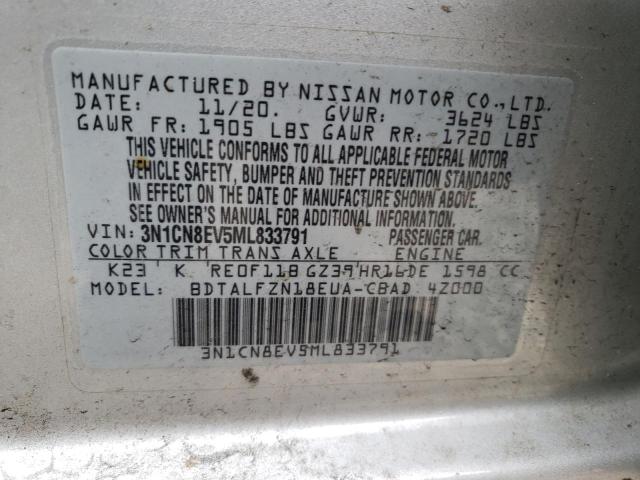 MANUFACTURED BY NISSAN MOTOR CO., LTD.
DATE: 11/20. GVWR: 3624 LBS
GAWR FR: 1905 LBS GAWR RR: 1720 LBS
THIS VEHICLE CONFORMS TO ALL APPLICABLE FEDERAL MOTOR
VEHICLE SAFETY, BUMPER AND THEFT PREVENTION STANDARDS
IN EFFECT ON THE DATE OF MANUFACTURE SHOWN ABOVE.
SEE OWNER'S MANUAL FOR ADDITIONAL INFORMATION.
VIN: 3N1CN8EV5ML833791 PASSENGER CAR.
COLOR TRIM TRANS AXLE ENGINE
K23 K RE0F11B GZ39 HR16DE 1598 CC
MODEL: BDTALFZN18EUA-CBAD 4Z000
3N1CN8EV5ML833791